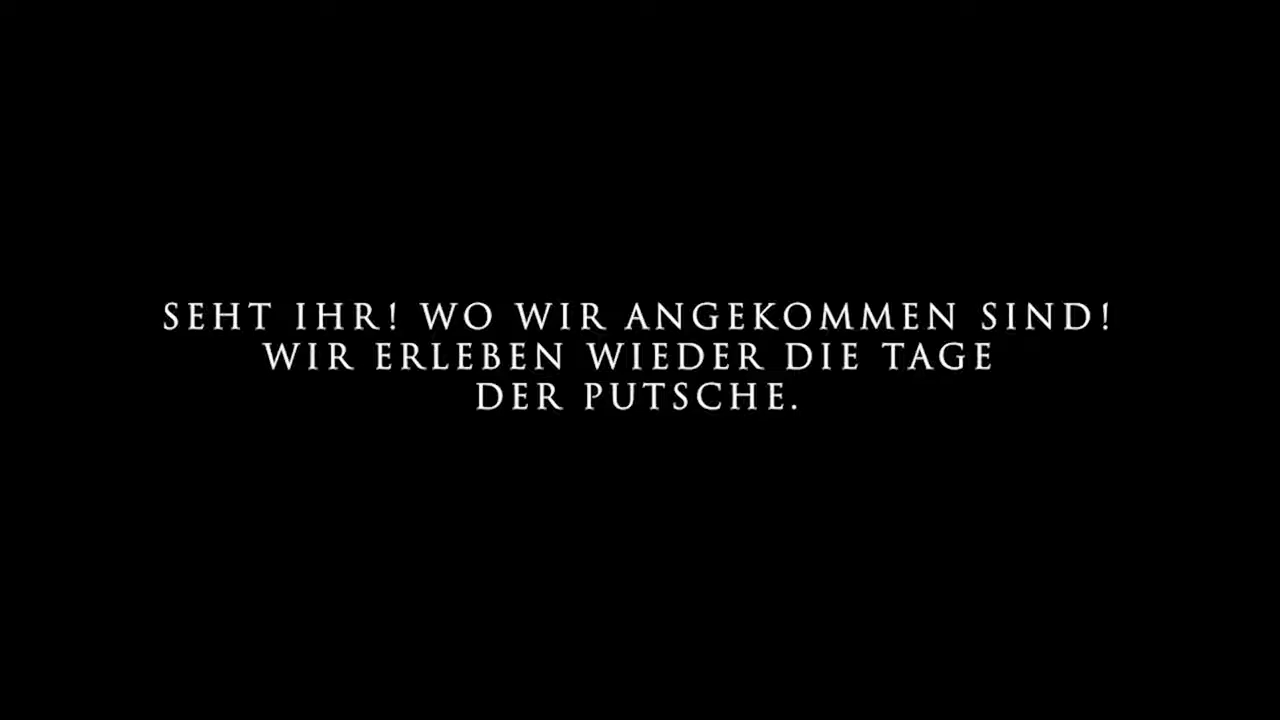 SEHT IHR! WO WIR ANGEKOMMEN SIND!
WIR ERLEBEN WIEDER DIE TAGE
DER PUTSCHE.